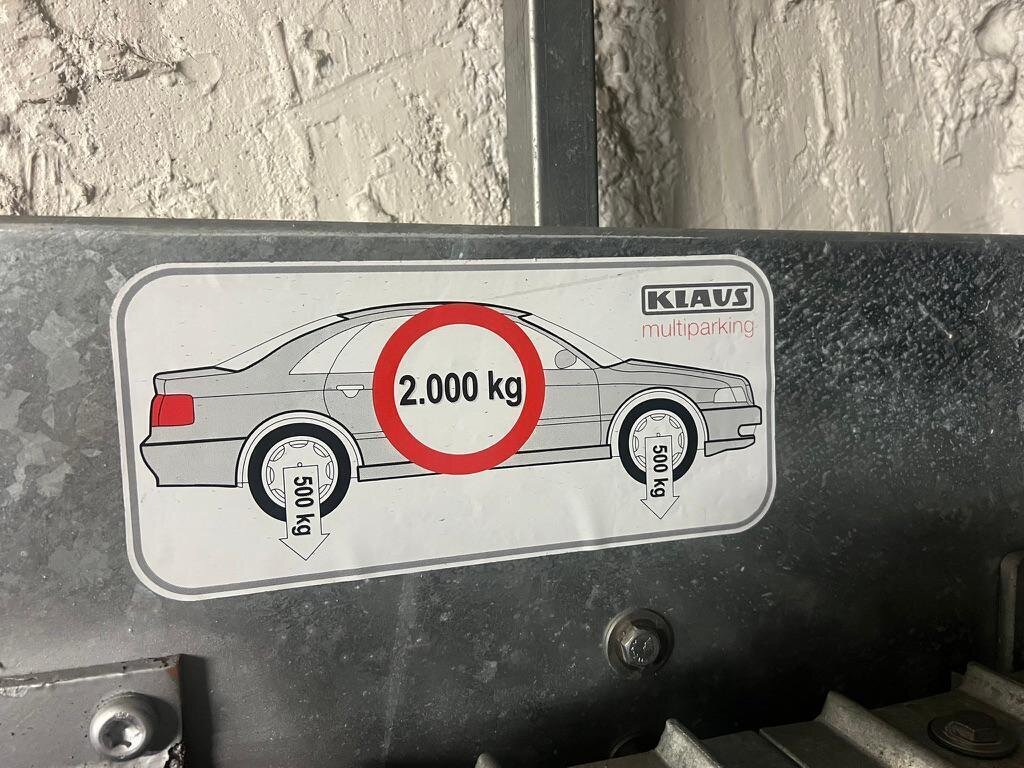 KLAUS
multiparking
2.000 kg
500 kg
500 kg